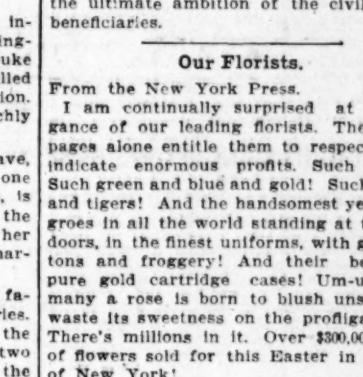 the ultimate ambition of the civil
beneficiaries.
in-
ing-
uke
lled
ion.
chly
ave,
one
, is
the
her
nar-
fa-
ries.
the
two
the
Our Florists.
From the New York Press.
I am continually surprised at
gance of our leading florists. The
pages alone entitle them to respec
indicate enormous profits. Such
Such green and blue and gold! Suc
and tigers! And the handsomest ye
groes in all the world standing at t
doors, in the finest uniforms, with g
tons and froggery! And their be
pure gold cartridge cases! Um-u
many a rose is born to blush uns
waste its sweetness on the profliga
There's millions in it. Over $300,00
of flowers sold for this Easter in
of New York!